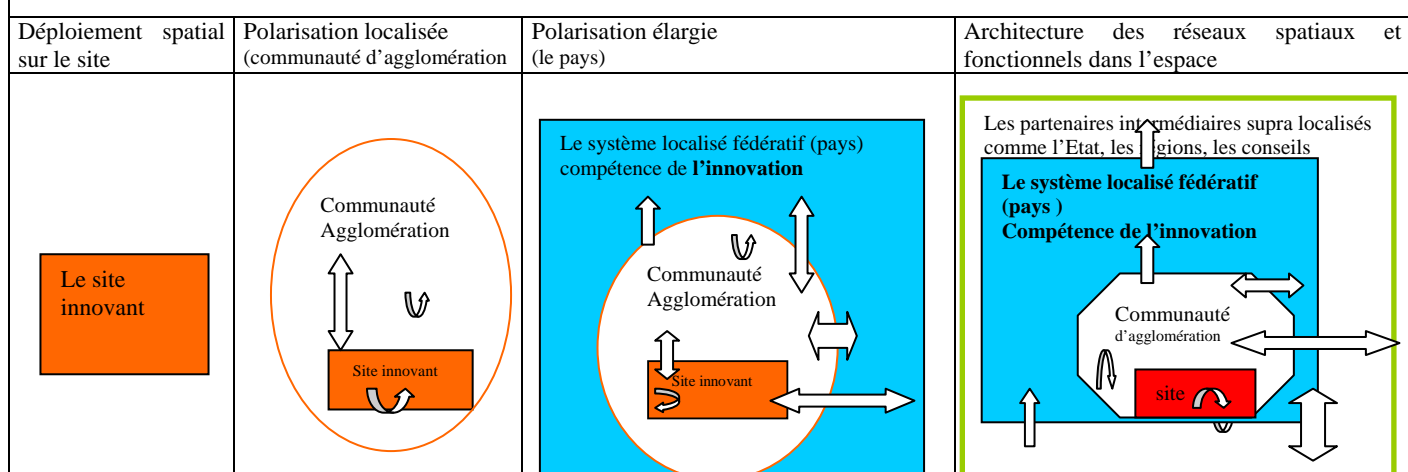 Déploiement spatial
sur le site
Polarisation localisée
(communauté d'agglomération
Polarisation élargie
(le pays)
Architecture des réseaux spatiaux et
fonctionnels dans l'espace
Le site
innovant
Communauté
Agglomération
Site innovant
Le système localisé fédératif (pays)
compétence de l'innovation
Communauté
Agglomération
Site innovant
Les partenaires intermédiaires supra localisés
comme l'Etat, les régions, les conseils
Le système localisé fédératif
(pays )
Compétence de l'innovation
Communauté
d'agglomération
site